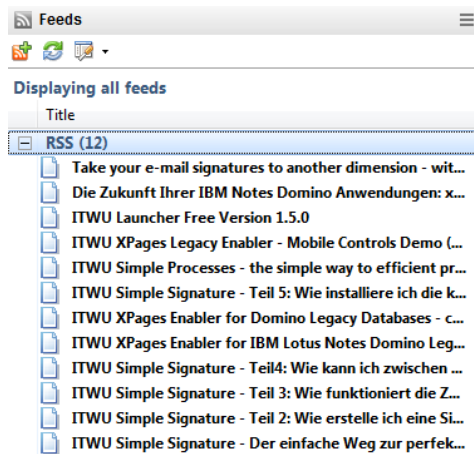 Feeds
Displaying all feeds
Title
RSS (12)
Take your e-mail signatures to another dimension - wit...
Die Zukunft Ihrer IBM Notes Domino Anwendungen: x...
ITWU Launcher Free Version 1.5.0
ITWU XPages Legacy Enabler - Mobile Controls Demo (...
ITWU Simple Processes - the simple way to efficient pr...
ITWU Simple Signature - Teil 5: Wie installiere ich die k...
ITWU XPages Enabler for Domino Legacy Databases - c...
ITWU XPages Enabler for IBM Lotus Notes Domino Leg...
ITWU Simple Signature - Teil4: Wie kann ich zwischen ...
ITWU Simple Signature - Teil 3: Wie funktioniert die Z...
ITWU Simple Signature - Teil 2: Wie erstelle ich eine Si...
ITWU Simple Signature - Der einfache Weg zur perfek...